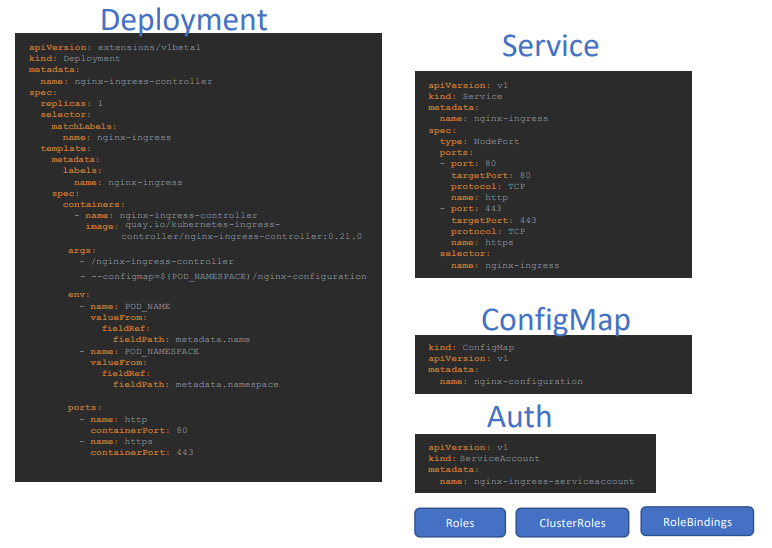 Deployment
apiVersion: extensions/v1beta1
kind: Deployment
metadata:
  name: nginx-ingress-controller
spec:
  replicas: 1
  selector:
    matchLabels:
      name: nginx-ingress
  template:
    metadata:
      labels:
        name: nginx-ingress
    spec:
      containers:
        - name: nginx-ingress-controller
          image: quay.io/kubernetes-ingress-
                 controller/nginx-ingress-controller:0.21.0
       args:
         - /nginx-ingress-controller
         - --configmap=$(POD_NAMESPACE)/nginx-configuration
       env:
         - name: POD_NAME
           valueFrom:
             fieldRef:
               fieldPath: metadata.name
         - name: POD_NAMESPACE
           valueFrom:
             fieldRef:
               fieldPath: metadata.namespace
       ports:
         - name: http
           containerPort: 80
         - name: https
           containerPort: 443
Service
apiVersion: v1
kind: Service
metadata:
  name: nginx-ingress
spec:
  type: NodePort
  ports:
  - port: 80
    targetPort: 80
    protocol: TCP
    name: http
  - port: 443
    targetPort: 443
    protocol: TCP
    name: https
  selector:
    name: nginx-ingress
ConfigMap
kind: ConfigMap
apiVersion: v1
metadata:
  name: nginx-configuration
Auth
apiVersion: v1
kind: ServiceAccount
metadata:
  name: nginx-ingress-serviceaccount
Roles
ClusterRoles
RoleBindings